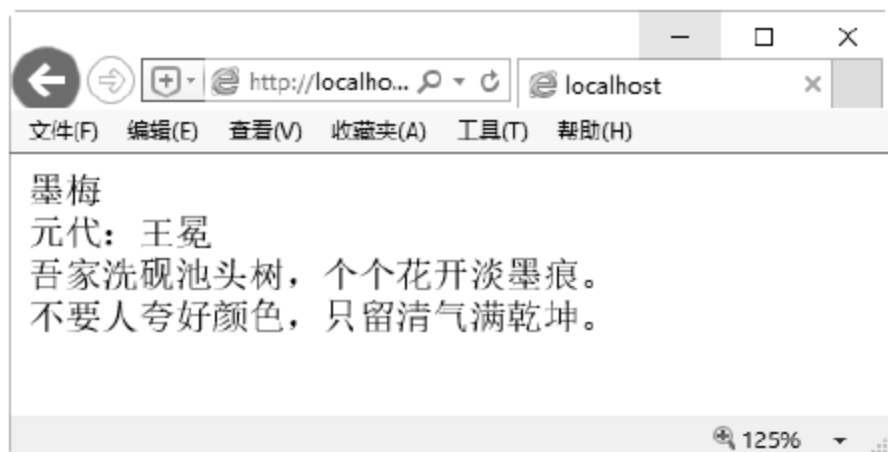 http://localho...
localhost
文件(F) 编辑(E) 查看(V) 收藏夹(A) 工具(T) 帮助(H)
墨梅
元代：王冕
吾家洗砚池头树，个个花开淡墨痕。
不要人夸好颜色，只留清气满乾坤。
125%